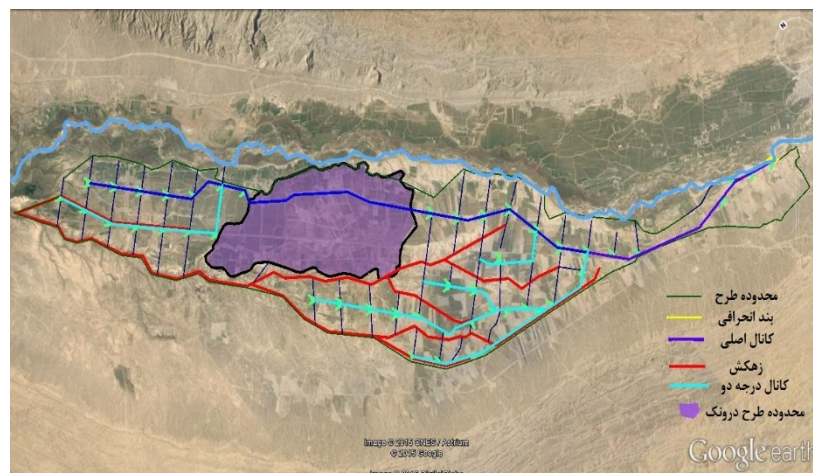 محدوده طرح
بند انحرافی
کانال اصلی
زهکش
کانال درجه دو
محدوده طرح درونک
Image © 2015 CNES / Astrium
© 2015 Google
Google earth